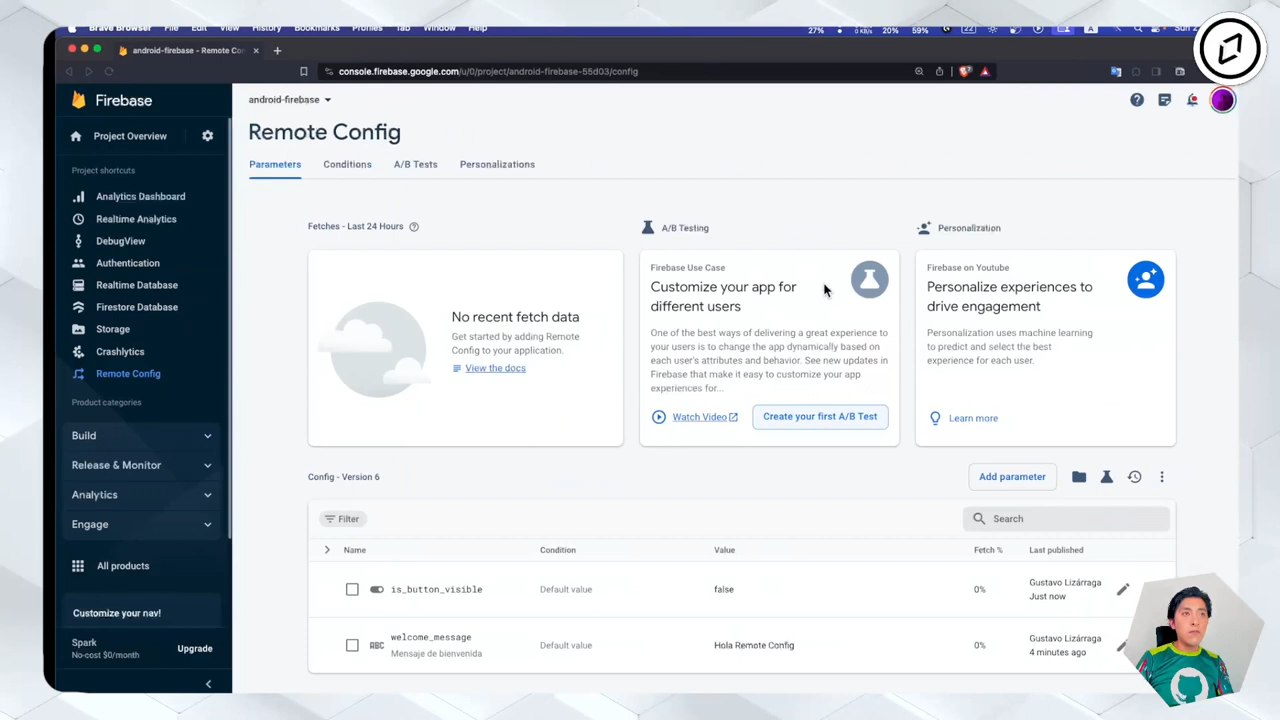 Brave Browser File Edit View History Bookmarks Profiles Tab Window Help 27% 0 KB/s 20% 59%
android-firebase - Remote Con
console.firebase.google.com/u/0/project/android-firebase-55d03/config
Firebase
Project Overview
Project shortcuts
Analytics Dashboard
Realtime Analytics
DebugView
Authentication
Realtime Database
Firestore Database
Storage
Crashlytics
Remote Config
Product categories
Build
Release & Monitor
Analytics
Engage
All products
Customize your nav!
Spark
No-cost $0/month
Upgrade
android-firebase
Remote Config
Parameters Conditions A/B Tests Personalizations
Fetches - Last 24 Hours
No recent fetch data
Get started by adding Remote
Config to your application.
View the docs
A/B Testing
Firebase Use Case
Customize your app for
different users
One of the best ways of delivering a great experience to
your users is to change the app dynamically based on
each user's attributes and behavior. See new updates in
Firebase that make it easy to customize your app
experiences for...
Watch Video
Create your first A/B Test
Personalization
Firebase on Youtube
Personalize experiences to
drive engagement
Personalization uses machine learning
to predict and select the best
experience for each user.
Learn more
Config - Version 6
Add parameter
Filter
Search
Name Condition Value Fetch % Last published
is_button_visible Default value false 0% Gustavo Lizárraga
Just now
ABC welcome_message Default value Hola Remote Config 0% Gustavo Lizárraga
Mensaje de bienvenida 4 minutes ago